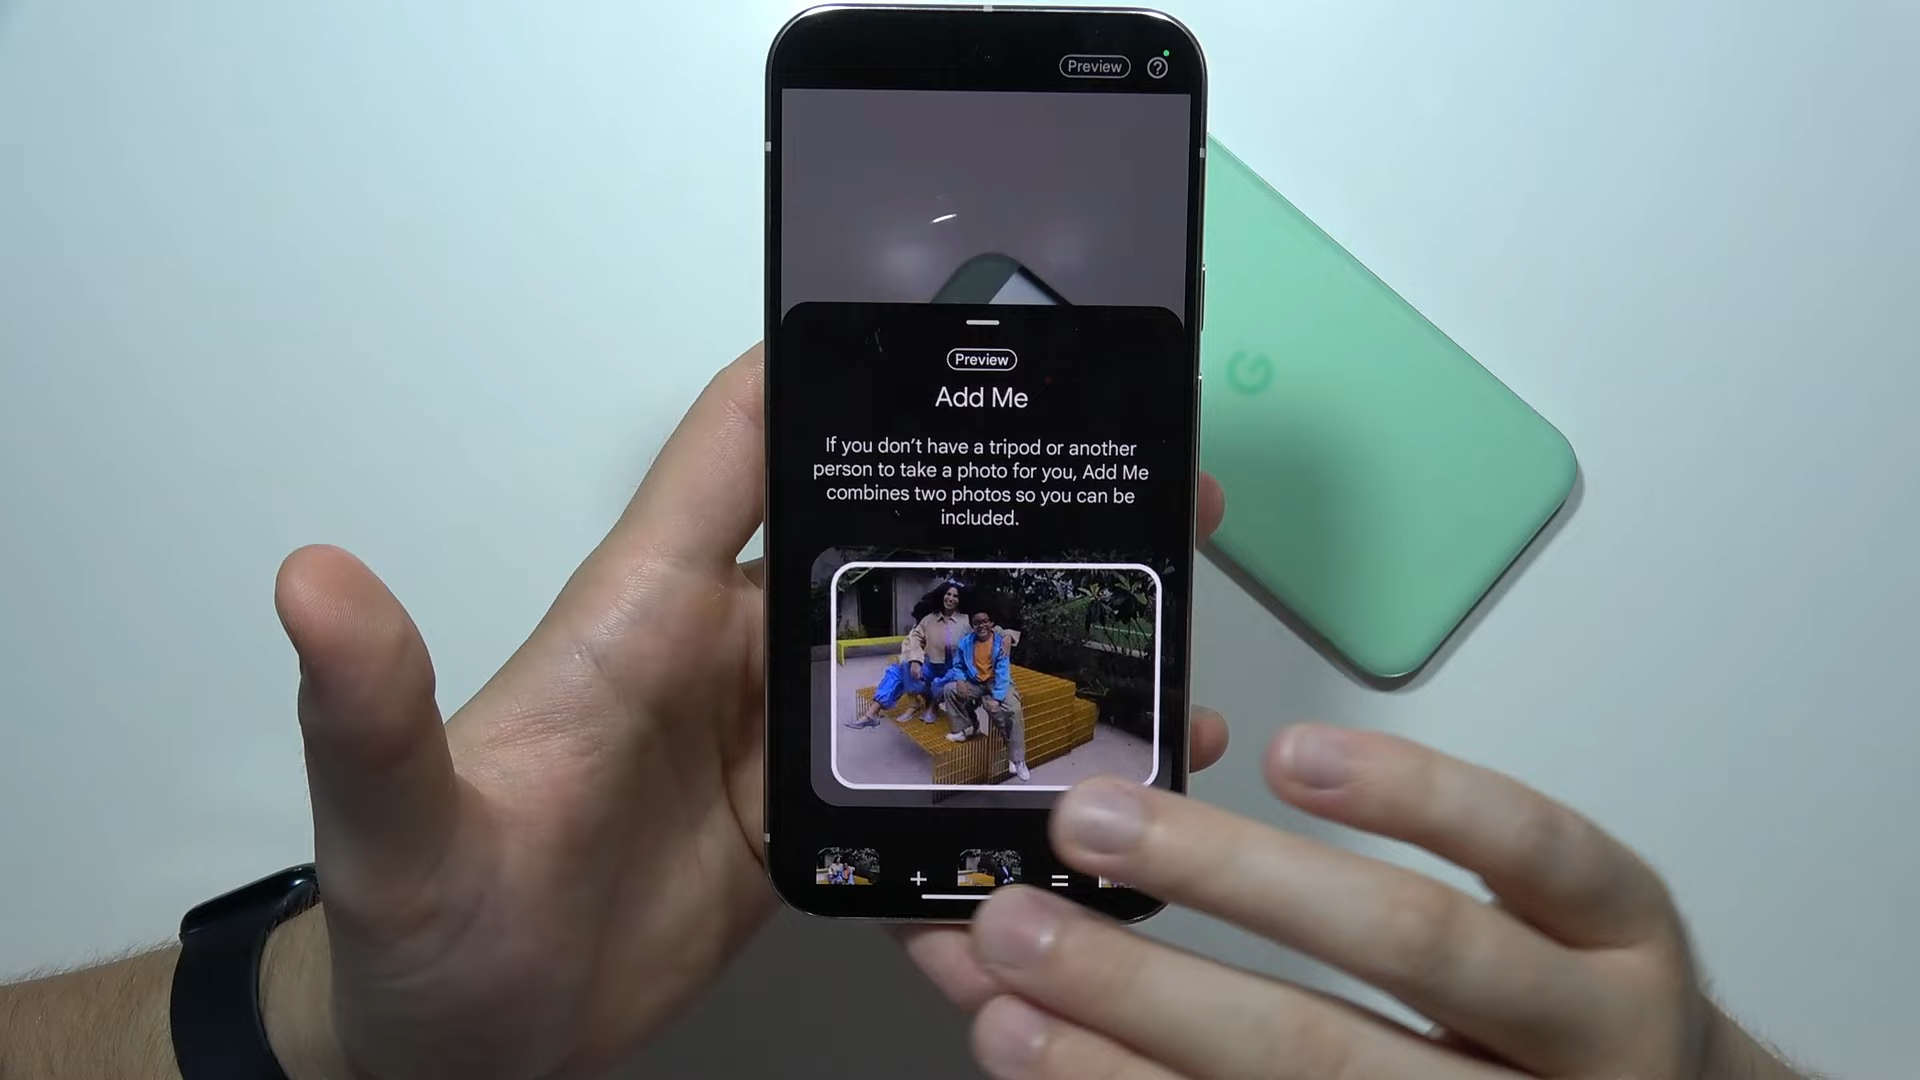 Preview
Preview
Add Me
If you don't have a tripod or another
person to take a photo for you, Add Me
combines two photos so you can be
included.
+
=
G